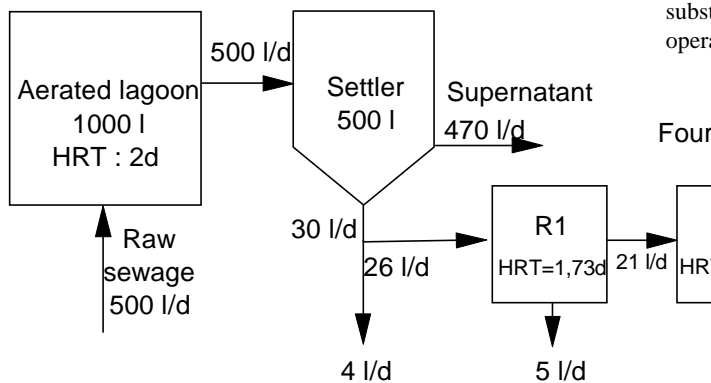 subst
opera
500 l/d
Aerated lagoon
1000 l
HRT : 2d
Settler
500 l
Supernatant
470 l/d
Four
Raw
sewage
500 l/d
30 l/d
26 l/d
R1
HRT=1,73d
21 l/d
HRT
4 l/d
5 l/d